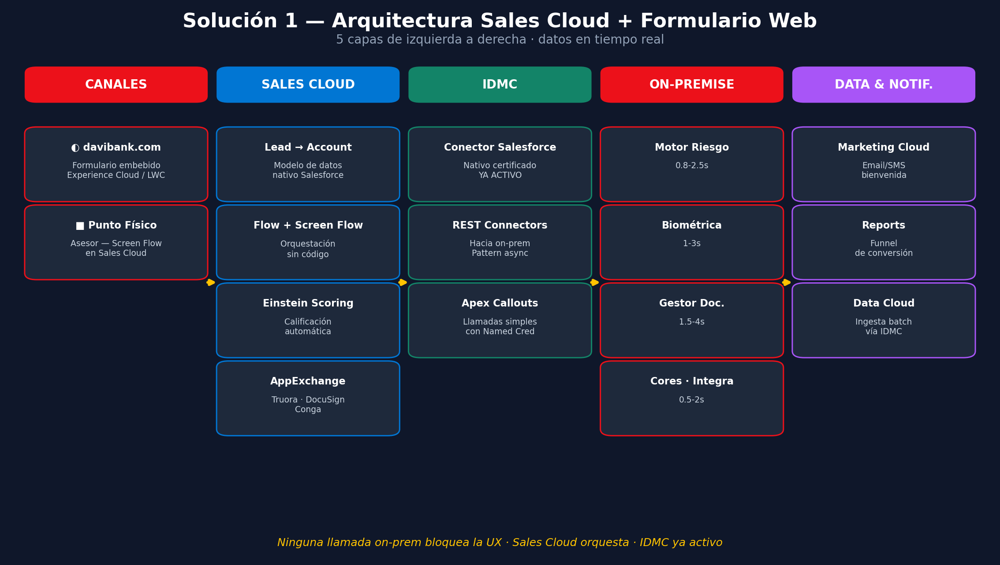 Solución 1 — Arquitectura Sales Cloud + Formulario Web
5 capas de izquierda a derecha · datos en tiempo real
CANALES
SALES CLOUD
IDMC
ON-PREMISE
DATA & NOTIF.
◐ davibank.com
Formulario embebido
Experience Cloud / LWC
■ Punto Físico
Asesor — Screen Flow
en Sales Cloud
Lead → Account
Modelo de datos
nativo Salesforce
Flow + Screen Flow
Orquestación
sin código
Einstein Scoring
Calificación
automática
AppExchange
Truora · DocuSign
Conga
Conector Salesforce
Nativo certificado
YA ACTIVO
REST Connectors
Hacia on-prem
Pattern async
Apex Callouts
Llamadas simples
con Named Cred
Motor Riesgo
0.8-2.5s
Biométrica
1-3s
Gestor Doc.
1.5-4s
Cores · Integra
0.5-2s
Marketing Cloud
Email/SMS
bienvenida
Reports
Funnel
de conversión
Data Cloud
Ingesta batch
vía IDMC
Ninguna llamada on-prem bloquea la UX · Sales Cloud orquesta · IDMC ya activo